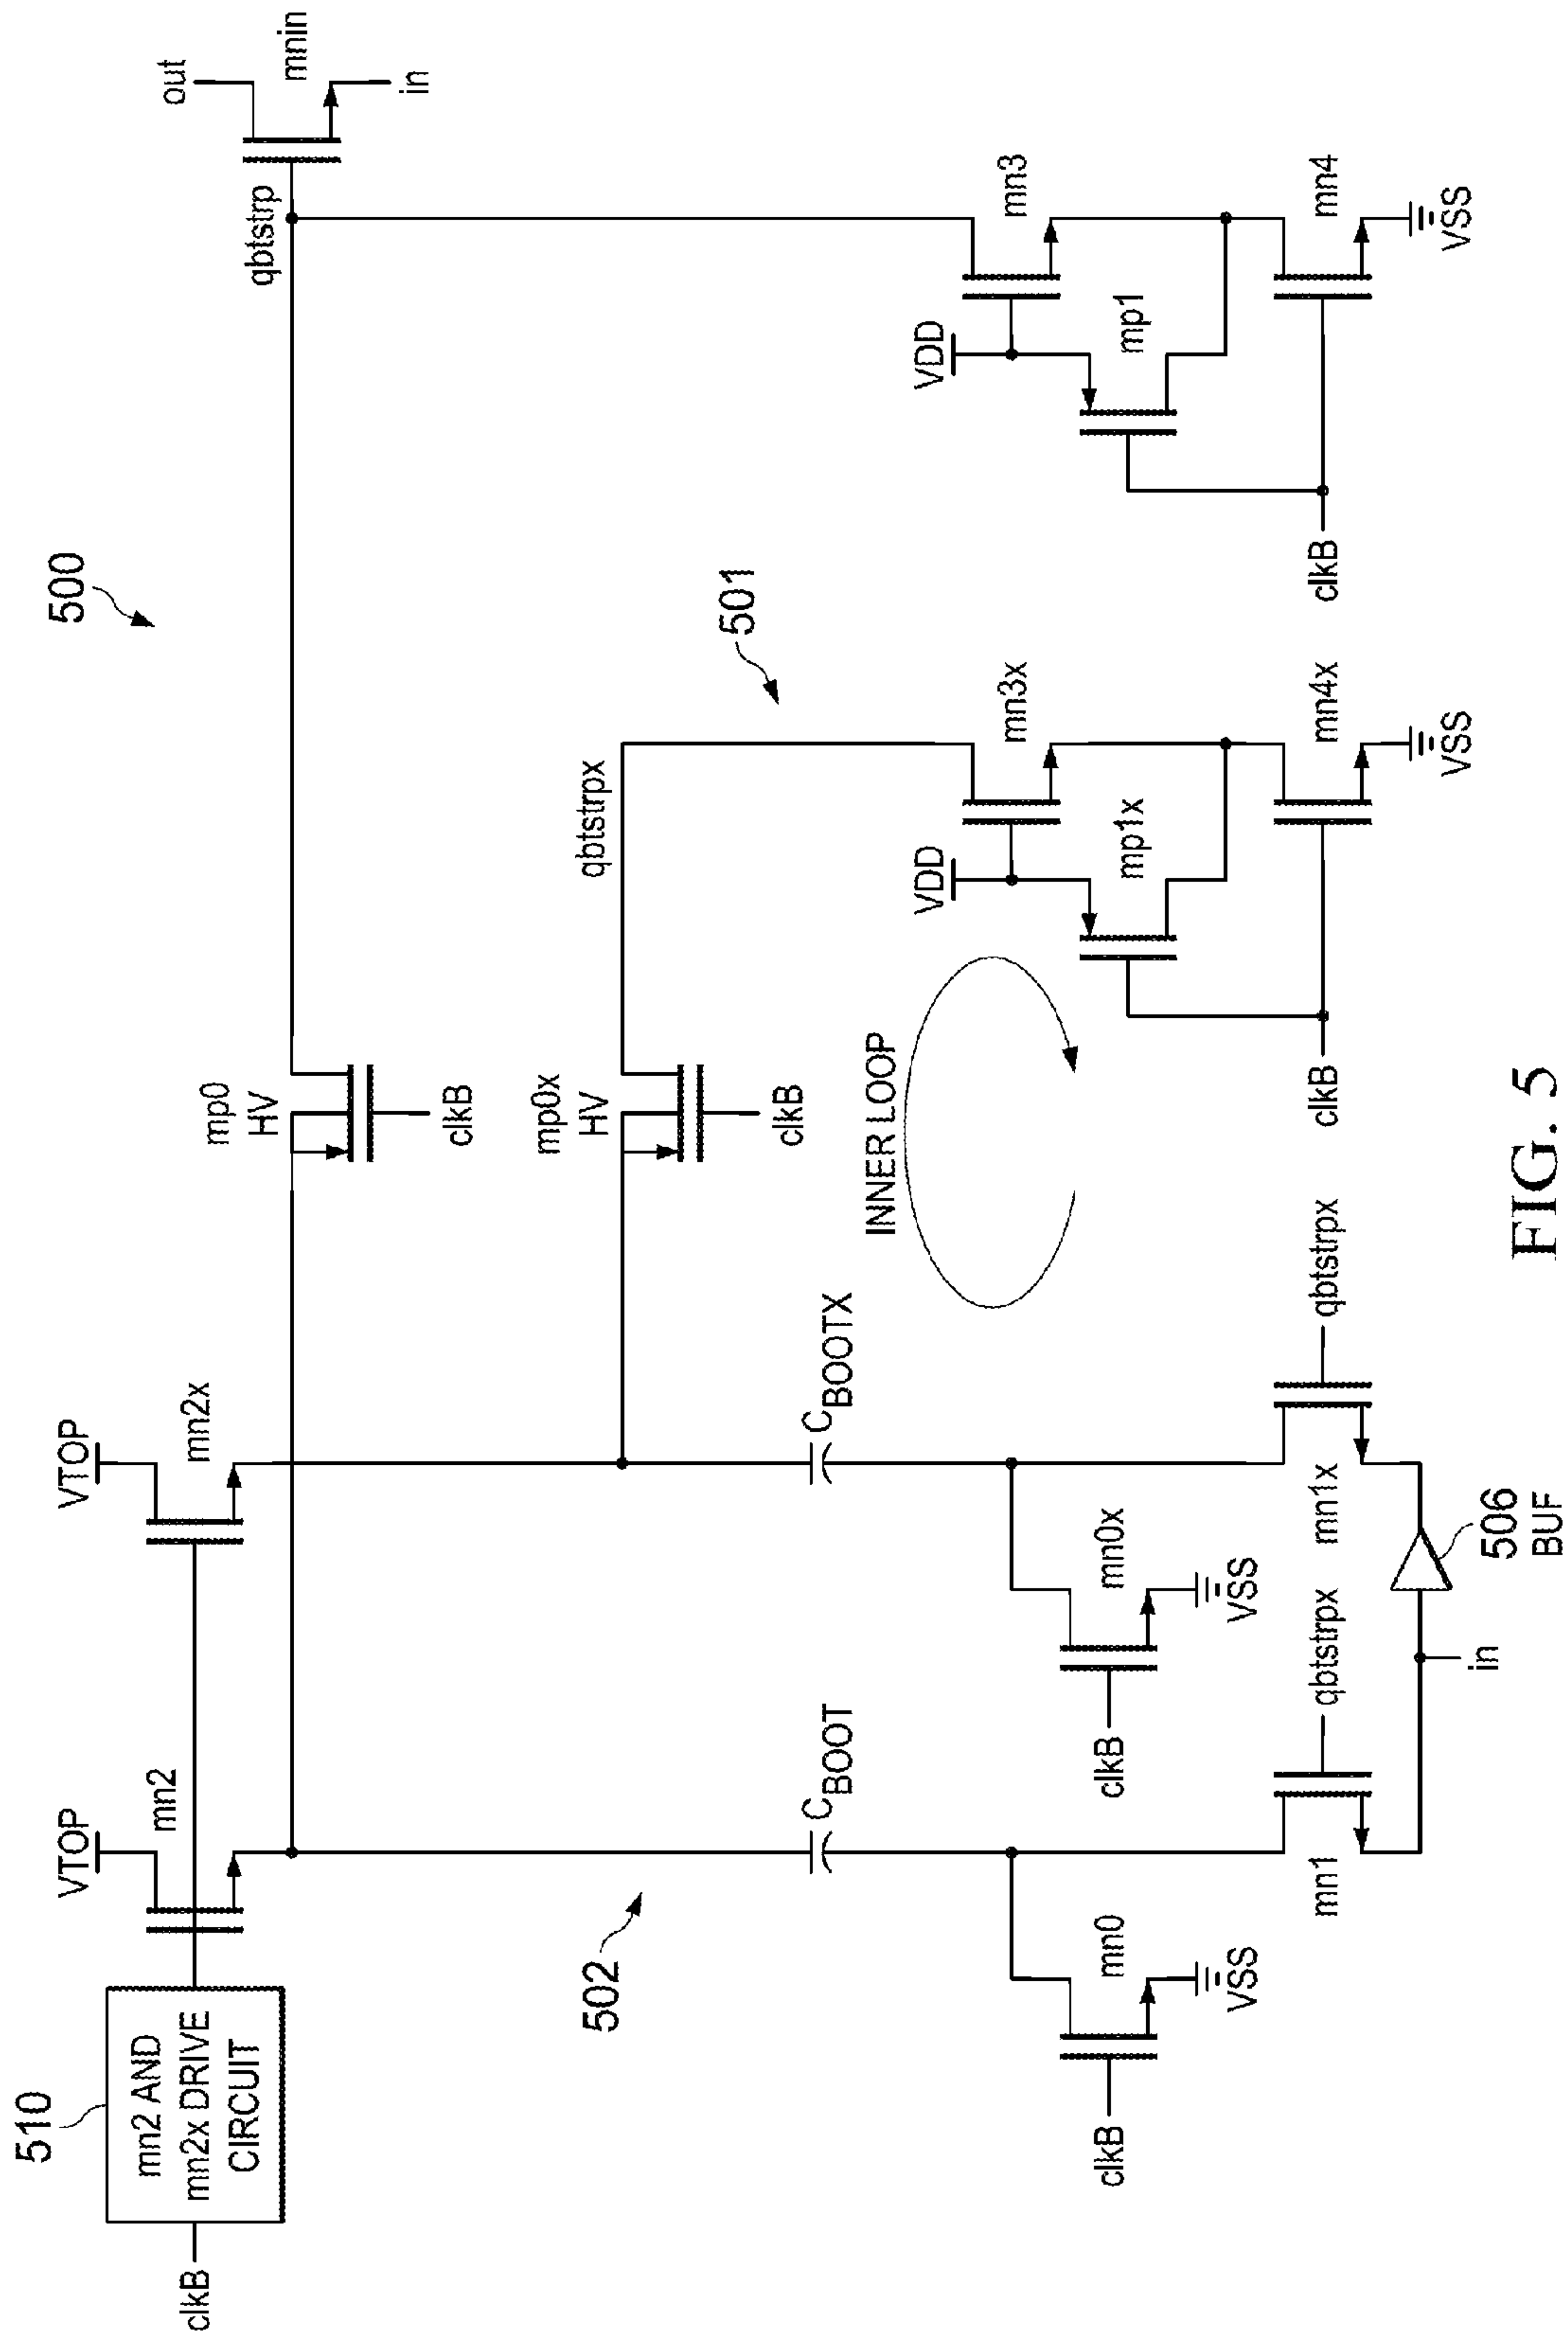 500
510
clkB
mn2 AND
mn2x DRIVE
CIRCUIT
VTOP
mn2
VTOP
mn2x
mp0
HV
clkB
qbtstrp
out
mnin
in
502
CBOOT
CBOOTX
mp0x
HV
clkB
qbtstrpx
501
INNER LOOP
VDD
mn3x
mp1x
mn4x
clkB
VSS
VDD
mn3
mp1
mn4
clkB
VSS
clkB
mn0
VSS
clkB
mn0x
VSS
mn1
qbtstrpx
mn1x
qbtstrpx
in
506
BUF
FIG. 5